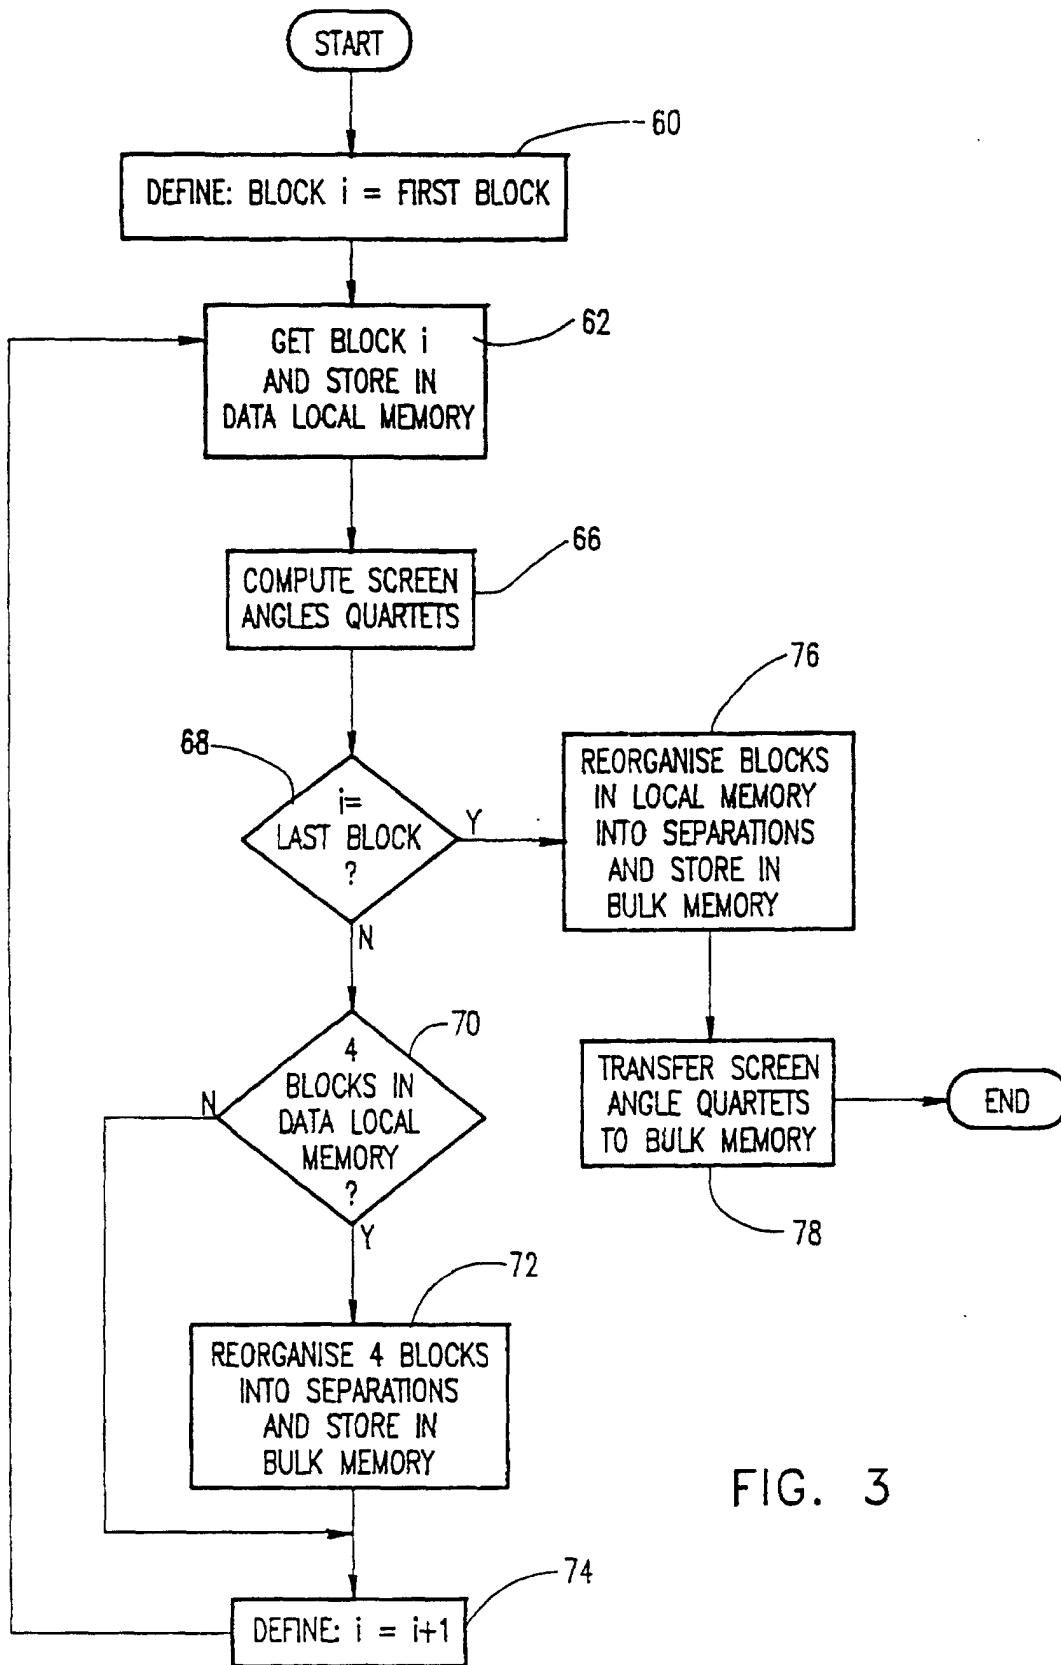 START
60
DEFINE: BLOCK i = FIRST BLOCK
62
GET BLOCK i
AND STORE IN
DATA LOCAL MEMORY
66
COMPUTE SCREEN
ANGLES QUARTETS
68
i=
LAST BLOCK
?
Y
N
76
REORGANISE BLOCKS
IN LOCAL MEMORY
INTO SEPARATIONS
AND STORE IN
BULK MEMORY
70
4
BLOCKS IN
DATA LOCAL
MEMORY
?
N
Y
TRANSFER SCREEN
ANGLE QUARTETS
TO BULK MEMORY
END
78
72
REORGANISE 4 BLOCKS
INTO SEPARATIONS
AND STORE IN
BULK MEMORY
FIG. 3
74
DEFINE: i = i+1